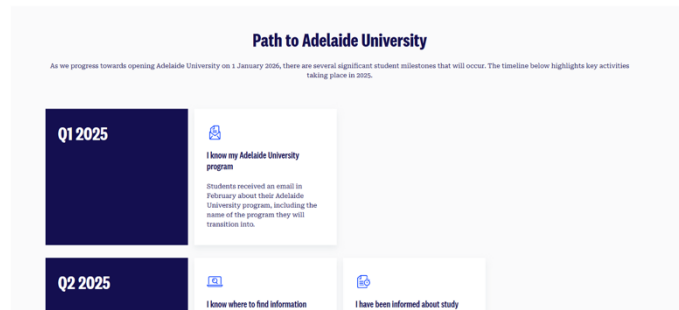 Path to Adelaide University
As we progress towards opening Adelaide University on 1 January 2026, there are several significant student milestones that will occur. The timeline below highlights key activities
taking place in 2025.
Q1 2025
I know my Adelaide University
program
Students received an email in
February about their Adelaide
University program, including the
name of the program they will
transition into.
Q2 2025
I know where to find information
I have been informed about study